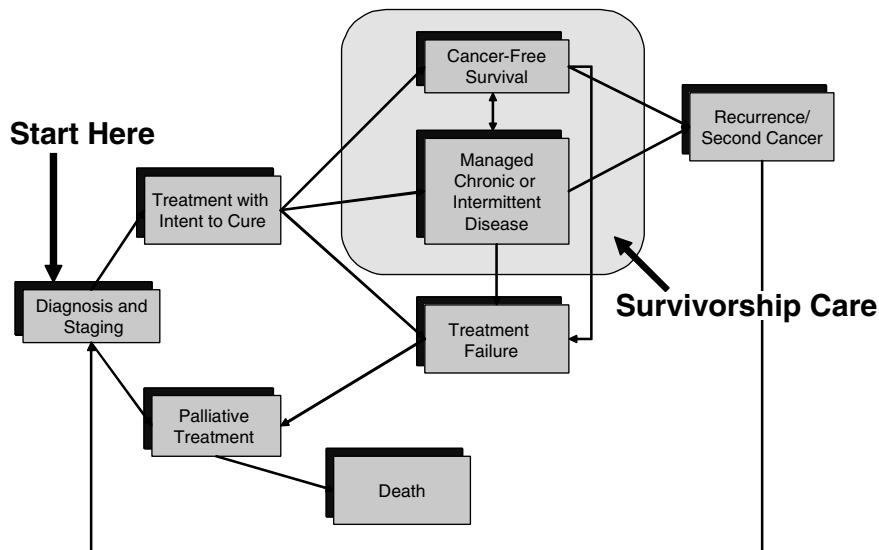 Start Here
Cancer-Free
Survival
Recurrence/
Second Cancer
Managed
Chronic or
Intermittent
Disease
Treatment with
Intent to Cure
Survivorship Care
Diagnosis and
Staging
Treatment
Failure
Palliative
Treatment
Death